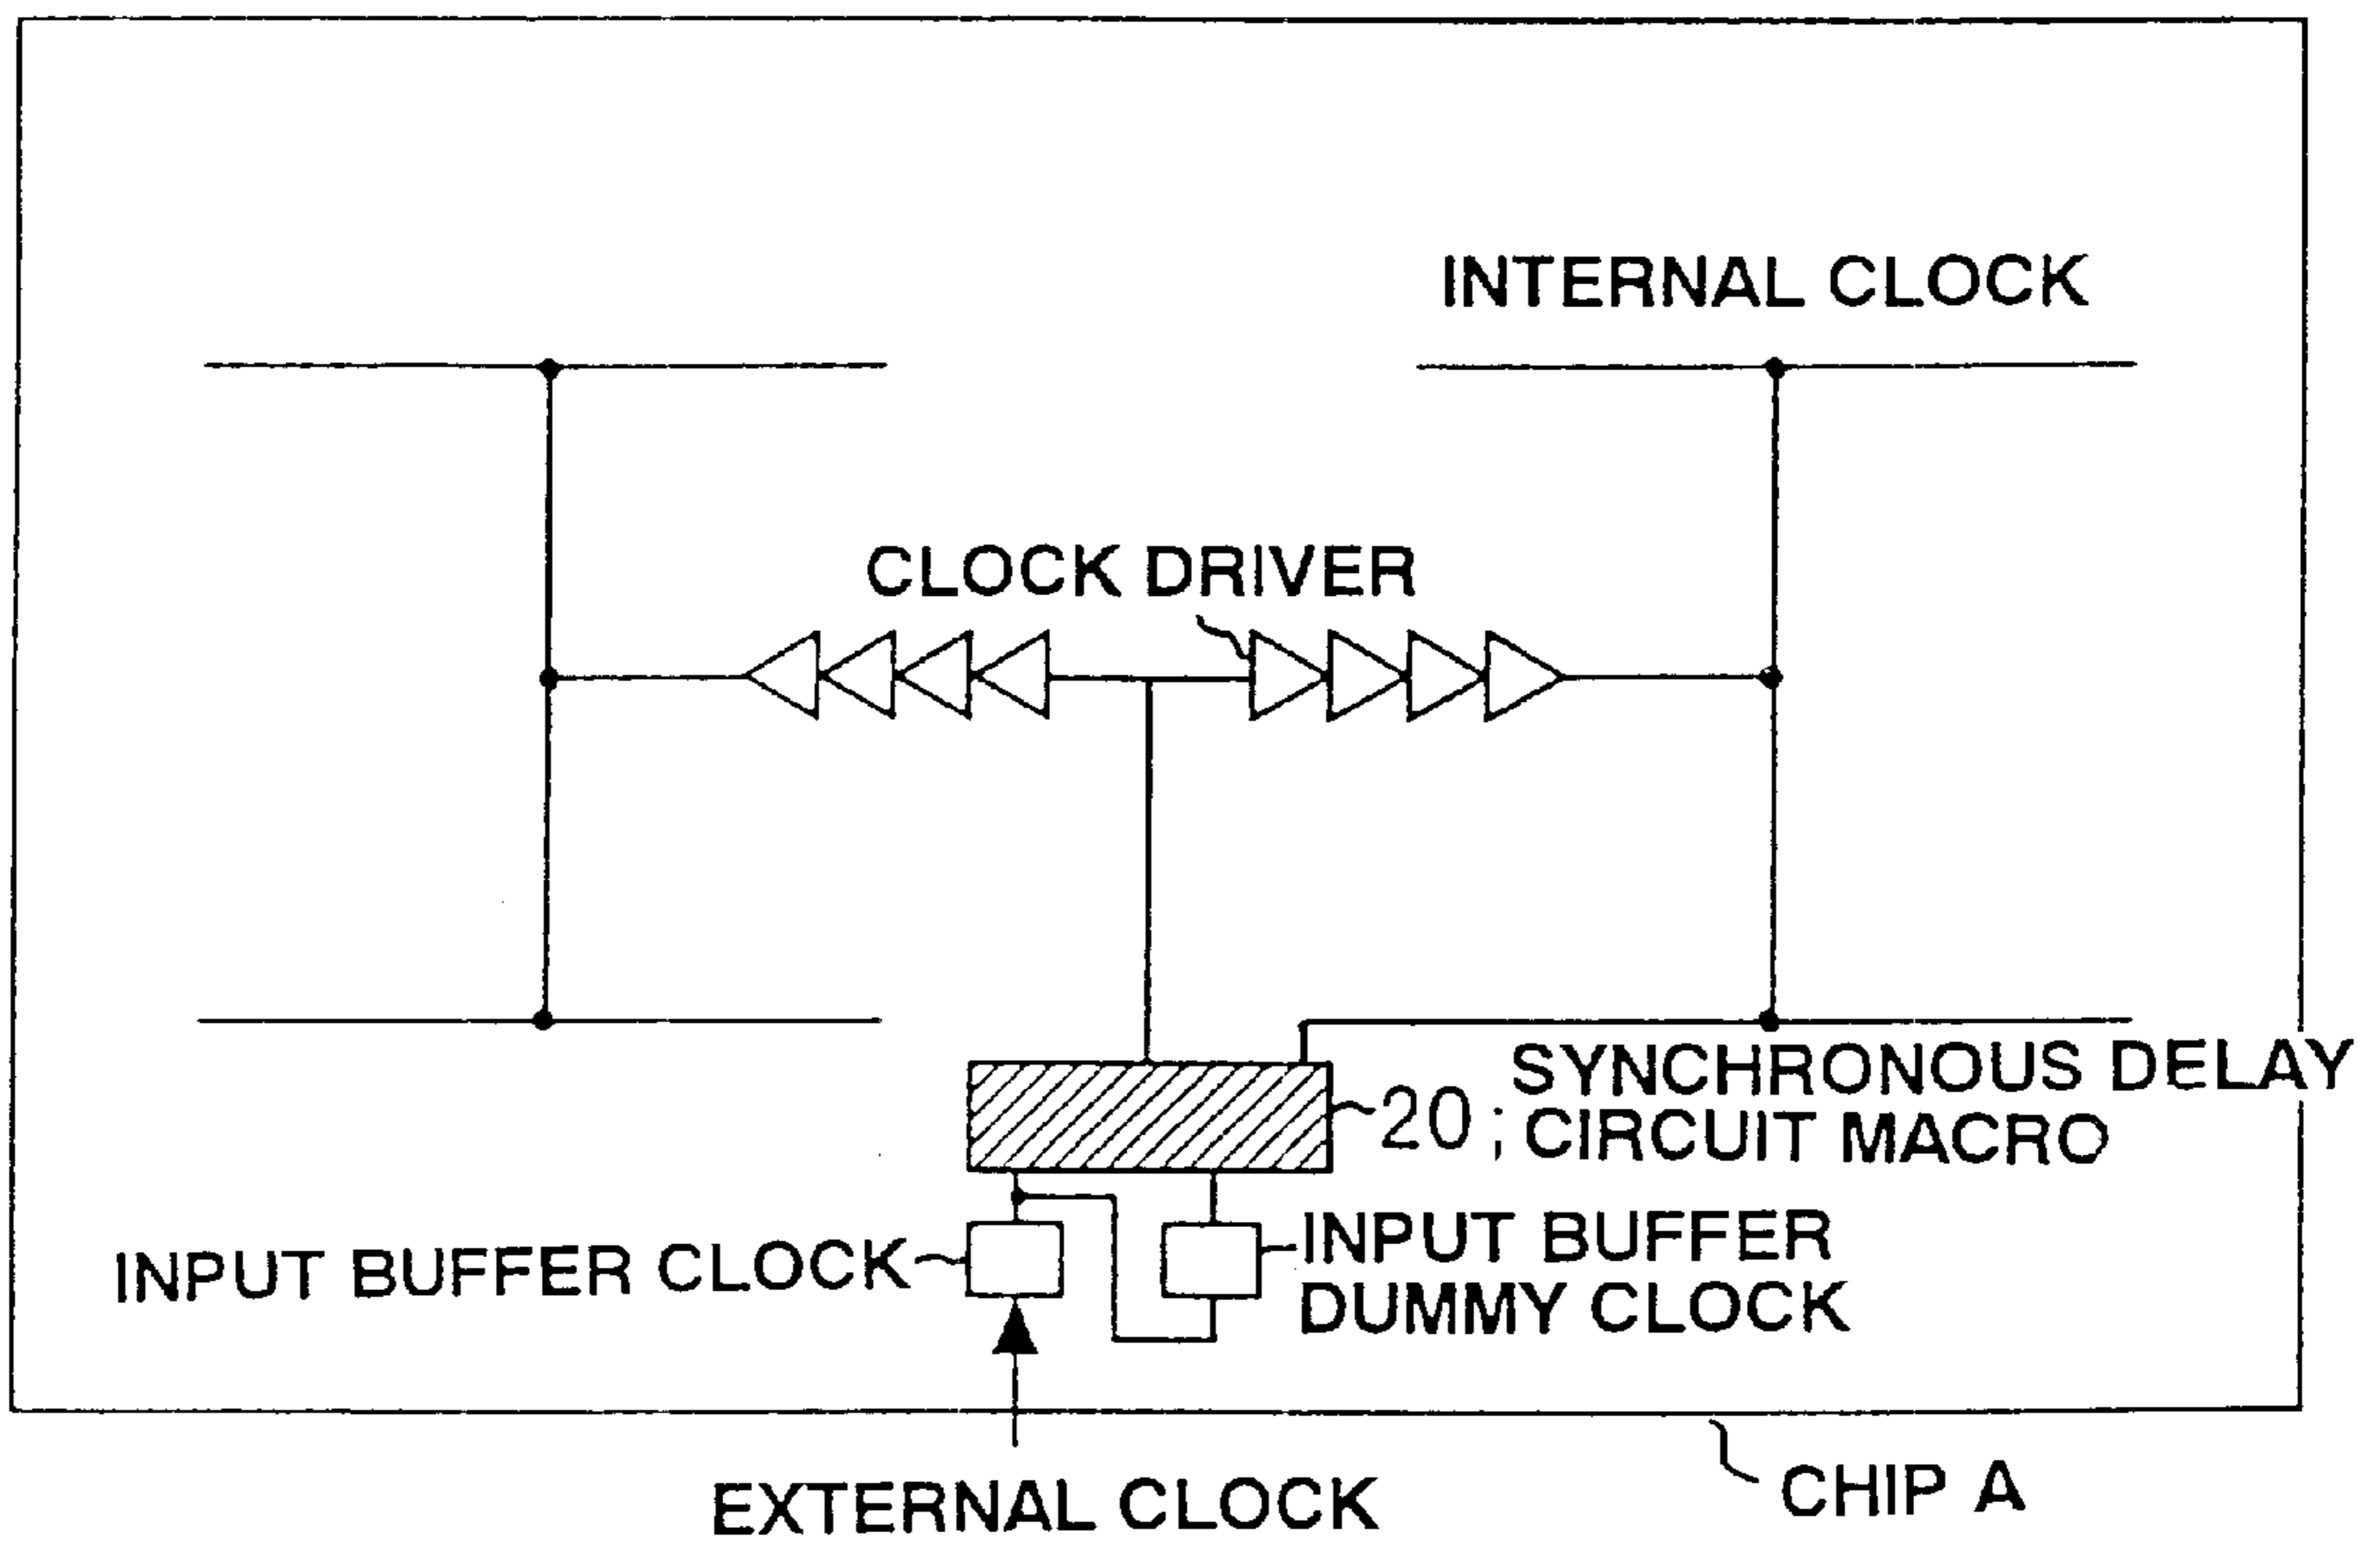 INTERNAL CLOCK
CLOCK DRIVER
SYNCHRONOUS DELAY
20 ; CIRCUIT MACRO
INPUT BUFFER CLOCK
INPUT BUFFER
DUMMY CLOCK
EXTERNAL CLOCK
CHIP A